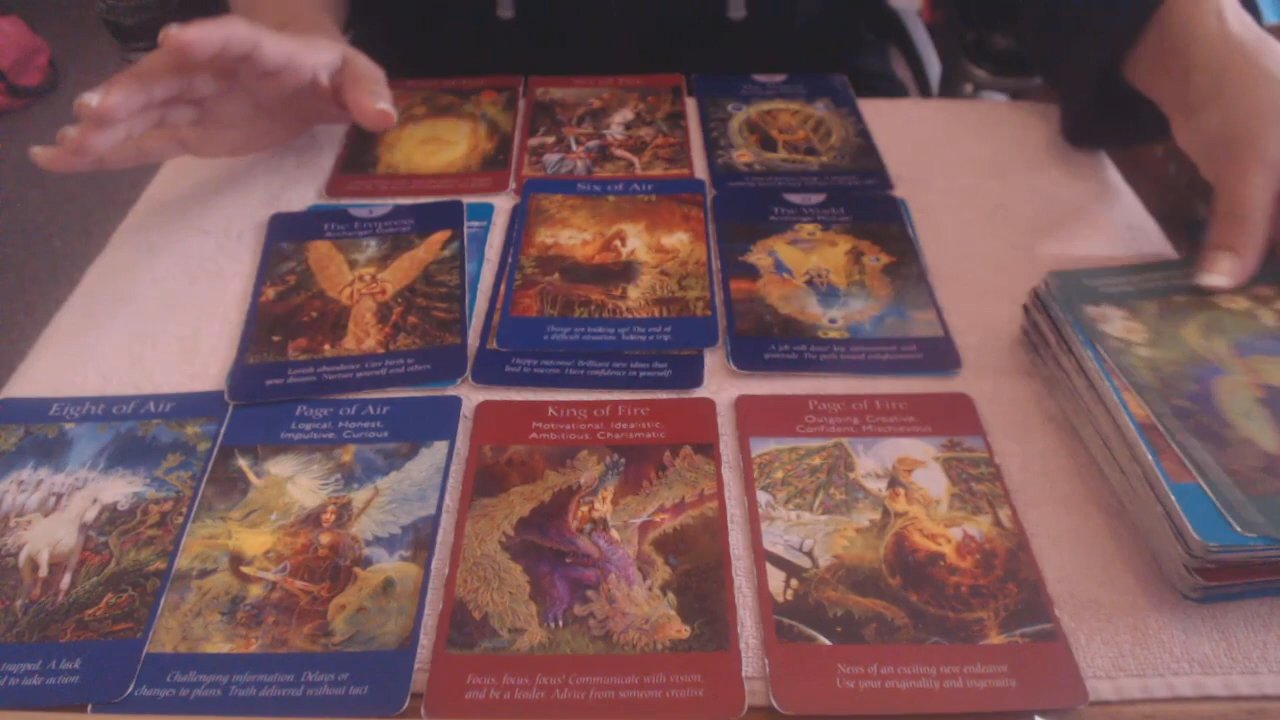 Six of Air
Things are looking up! The end of
a difficult situation. Taking a trip.
Happy outcome! Brilliant new ideas that
lead to success. Have confidence in yourself!
The Empress
Archangel Gabriel
Lavish abundance. Give birth to
your dreams. Nurture yourself and others
The World
Archangel Michael
A job well done! Joy, contentment and
gratitude. The path toward enlightenment
Eight of Air
trapped. A lack
to take action
Page of Air
Logical, Honest,
Impulsive, Curious
Challenging information. Delays or
changes to plans. Truth delivered without tact
King of Fire
Motivational, Idealistic,
Ambitious, Charismatic
Focus, focus, focus! Communicate with vision,
and be a leader. Advice from someone creative
Page of Fire
Outgoing, Creative,
Confident, Mischievous
News of an exciting new endeavor.
Use your originality and ingenuity.